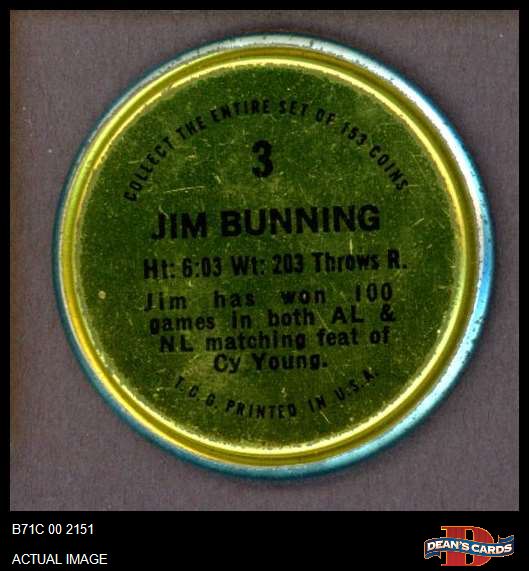 COLLECT THE ENTIRE SET OF 153 COINS
3
JIM BUNNING
Ht: 6:03 Wt: 203 Throws R.
Jim has won 100
games in both AL &
NL matching feat of
Cy Young.
T.C.G. PRINTED IN U.S.A.
B71C 00 2151
ACTUAL IMAGE
DEAN'S CARDS